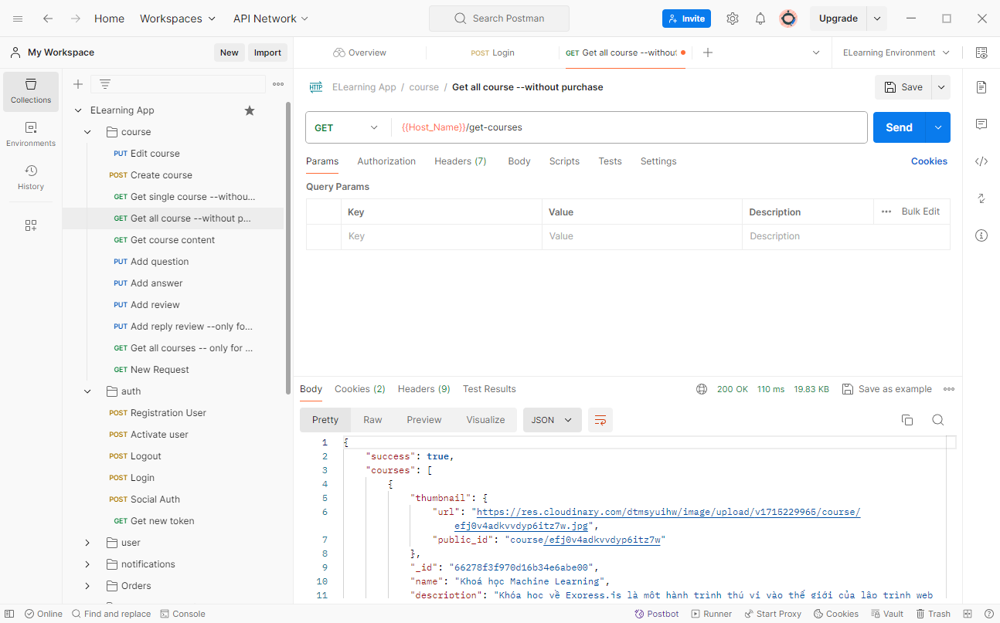 Home Workspaces API Network Search Postman Invite Upgrade
My Workspace New Import Overview POST Login GET Get all course --without ELearning Environment
Collections
Environments
History
ELearning App
course
PUT Edit course
POST Create course
GET Get single course --withou...
GET Get all course --without p...
GET Get course content
PUT Add question
PUT Add answer
PUT Add review
PUT Add reply review --only fo...
GET Get all courses -- only for ...
GET New Request
auth
POST Registration User
POST Activate user
POST Logout
POST Login
POST Social Auth
GET Get new token
user
notifications
Orders
HTTP ELearning App / course / Get all course --without purchase Save
GET {{Host_Name}}/get-courses Send
Params Authorization Headers (7) Body Scripts Tests Settings Cookies
Query Params
Key Value Description Bulk Edit
Key Value Description
Body Cookies (2) Headers (9) Test Results 200 OK 110 ms 19.83 KB Save as example
Pretty Raw Preview Visualize JSON
1 {
2 "success": true,
3 "courses": [
4 {
5 "thumbnail": {
6 "url": "https://res.cloudinary.com/dtmsyuihw/image/upload/v1715229965/course/
efj0v4adkvvdyp6itz7w.jpg",
7 "public_id": "course/efj0v4adkvvdyp6itz7w"
8 },
9 "_id": "66278f3f970d16b34e6abe00",
10 "name": "Khoá học Machine Learning",
11 "description": "Khóa học về Express.js là một hành trình thú vị vào thế giới của lập trình web
Online Find and replace Console Postbot Runner Start Proxy Cookies Vault Trash